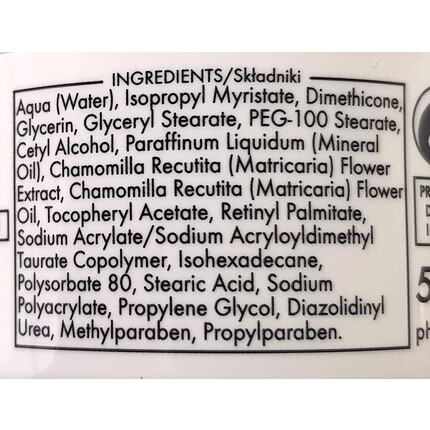 INGREDIENTS/Składniki
Aqua (Water), Isopropyl Myristate, Dimethicone,
Glycerin, Glyceryl Stearate, PEG-100 Stearate,
Cetyl Alcohol, Paraffinum Liquidum (Mineral
Oil), Chamomilla Recutita (Matricaria) Flower
Extract, Chamomilla Recutita (Matricaria) Flower
Oil, Tocopheryl Acetate, Retinyl Palmitate,
Sodium Acrylate/Sodium Acryloyldimethyl
Taurate Copolymer, Isohexadecane,
Polysorbate 80, Stearic Acid, Sodium
Polyacrylate, Propylene Glycol, Diazolidinyl
Urea, Methylparaben, Propylparaben.